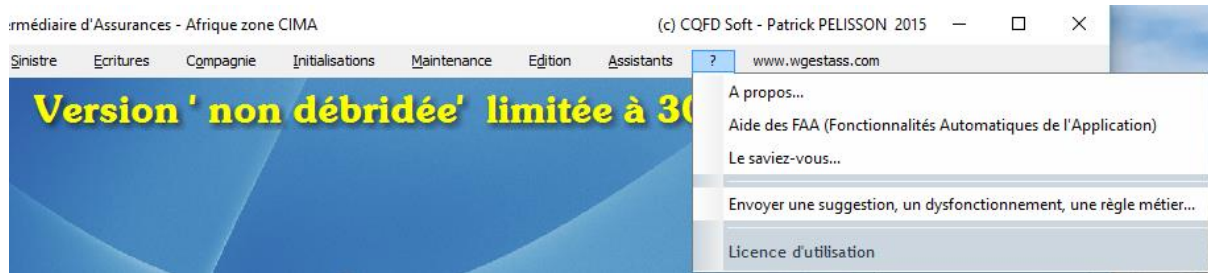 ermédiaire d'Assurances - Afrique zone CIMA (c) CQFD Soft - Patrick PELISSON 2015
Sinistre Ecritures Compagnie Initialisations Maintenance Edition Assistants ? www.wgestass.com
Version ' non débridée' limitée à 30
A propos...
Aide des FAA (Fonctionnalités Automatiques de l'Application)
Le saviez-vous...
Envoyer une suggestion, un dysfonctionnement, une règle métier...
Licence d'utilisation